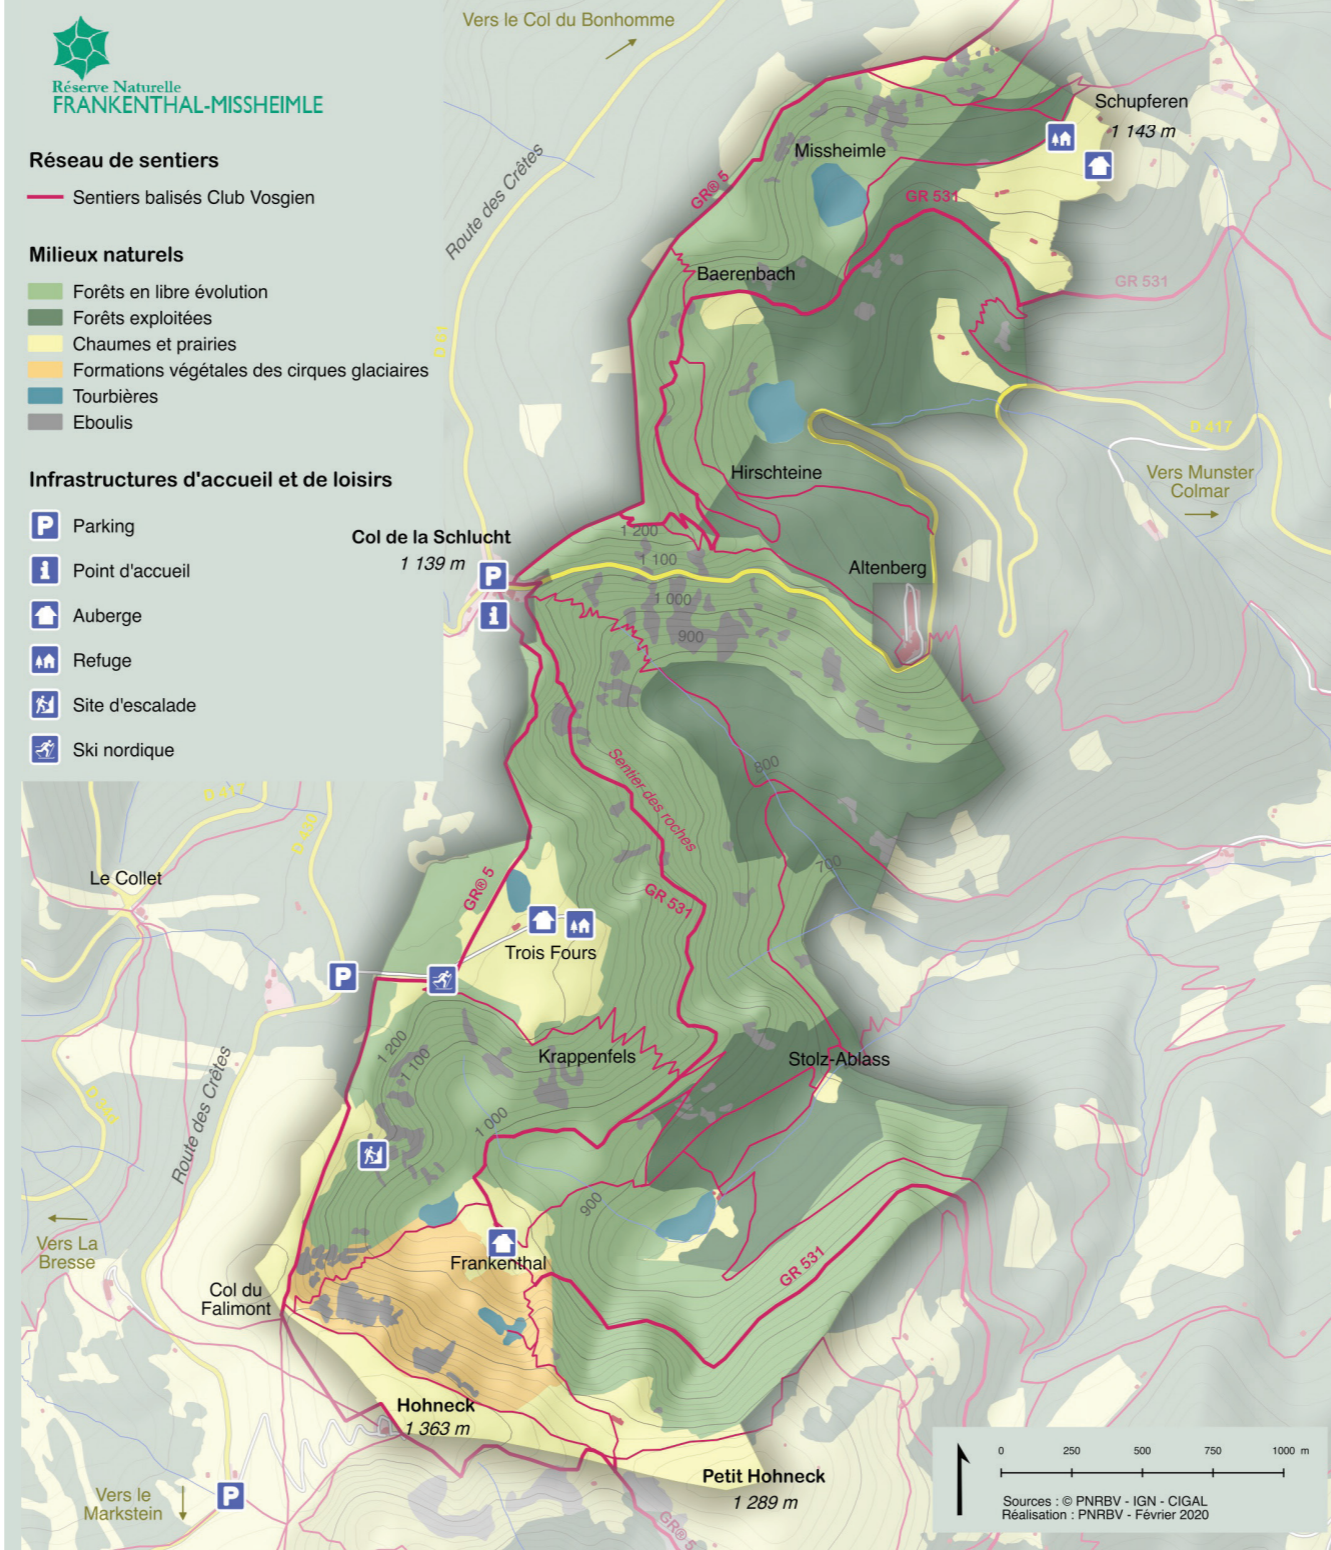 Réserve Naturelle
FRANKENTHAL-MISSHEIMLE
Réseau de sentiers
Sentiers balisés Club Vosgien
Milieux naturels
Forêts en libre évolution
Forêts exploitées
Chaumes et prairies
Formations végétales des cirques glaciaires
Tourbières
Eboulis
Infrastructures d'accueil et de loisirs
P
Parking
i
Point d'accueil
Auberge
Refuge
Site d'escalade
Ski nordique
Vers le Col du Bonhomme
Route des Crêtes
D 61
GR® 5
Missheimle
Schupferen
1 143 m
GR 531
Baerenbach
GR 531
D 417
Vers Munster
Colmar
Hirschteine
Altenberg
Col de la Schlucht
1 139 m
P
i
1 200
1 100
1 000
900
800
700
Sentier des roches
GR 531
D 417
D 430
Le Collet
GR® 5
Trois Fours
P
Krappenfels
Stolz-Ablass
1 200
1 100
1 000
900
Route des Crêtes
Vers La
Bresse
Col du
Falimont
Frankenthal
GR 531
Hohneck
1 363 m
Petit Hohneck
1 289 m
GR® 5
Vers le
Markstein
P
0 250 500 750 1000 m
Sources : © PNRBV - IGN - CIGAL
Réalisation : PNRBV - Février 2020